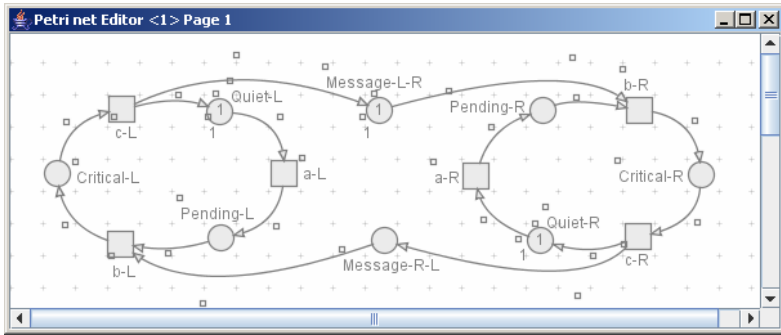 Petri net Editor <1> Page 1
Message-L-R
b-R
Quiet-L
Pending-R
1
1
c-L
1
1
Critical-L
a-L
a-R
Critical-R
Pending-L
Quiet-R
1
1
b-L
Message-R-L
c-R